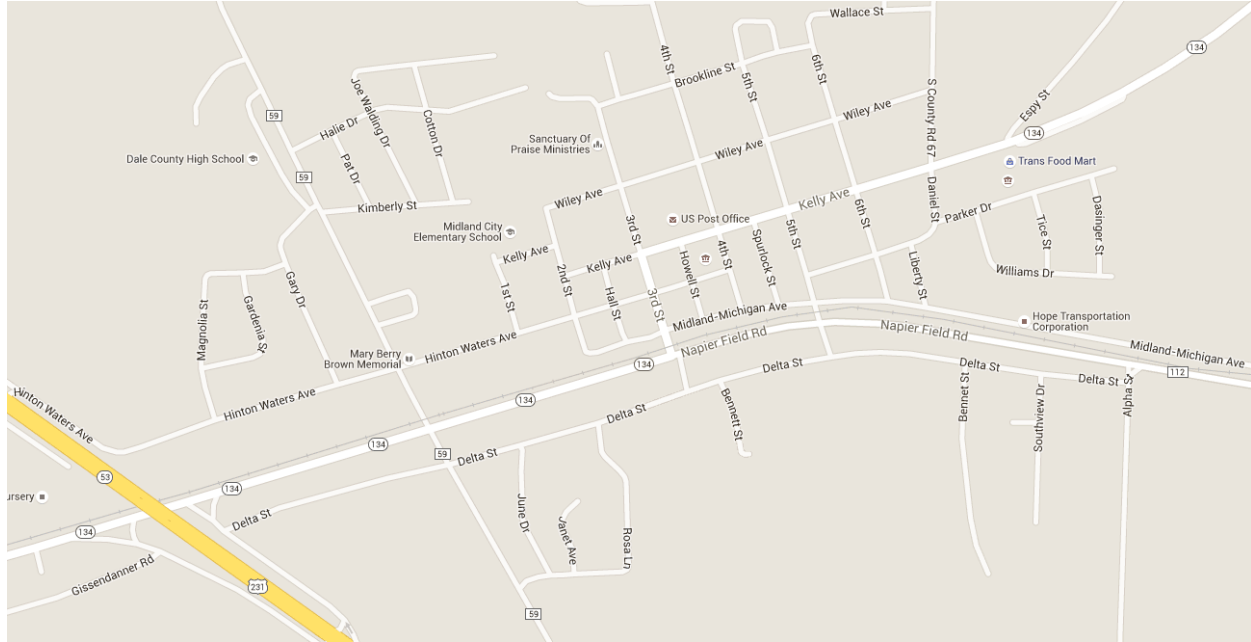 Wallace St
134
4th St
5th St
6th St
Brookline St
Joe Walding Dr
59
Halie Dr
Cotton Dr
S County Rd 67
Espy St
134
Wiley Ave
Sanctuary Of
Praise Ministries
Dale County High School
Wiley Ave
Trans Food Mart
Pat Dr
59
Kimberly St
Wiley Ave
Kelly Ave
Daniel St
Parker Dr
Dasinger St
Midland City
Elementary School
3rd St
US Post Office
5th St
6th St
Tice St
Kelly Ave
Kelly Ave
4th St
Spurlock St
Howell St
Liberty St
Williams Dr
Gary Dr
1st St
2nd St
Hall St
3rd St
Magnolia St
Gardenia St
Midland-Michigan Ave
Hope Transportation
Corporation
Napier Field Rd
Napier Field Rd
Mary Berry
Brown Memorial
Hinton Waters Ave
Midland-Michigan Ave
134
Delta St
Delta St
Delta St
112
Hinton Waters Ave
Hinton Waters Ave
134
Delta St
Bennett St
Bennet St
Southview Dr
Alpha St
134
59
Delta St
53
134
ursery
June Dr
Janet Ave
Rosa Ln
Delta St
134
Gissendanner Rd
231
59